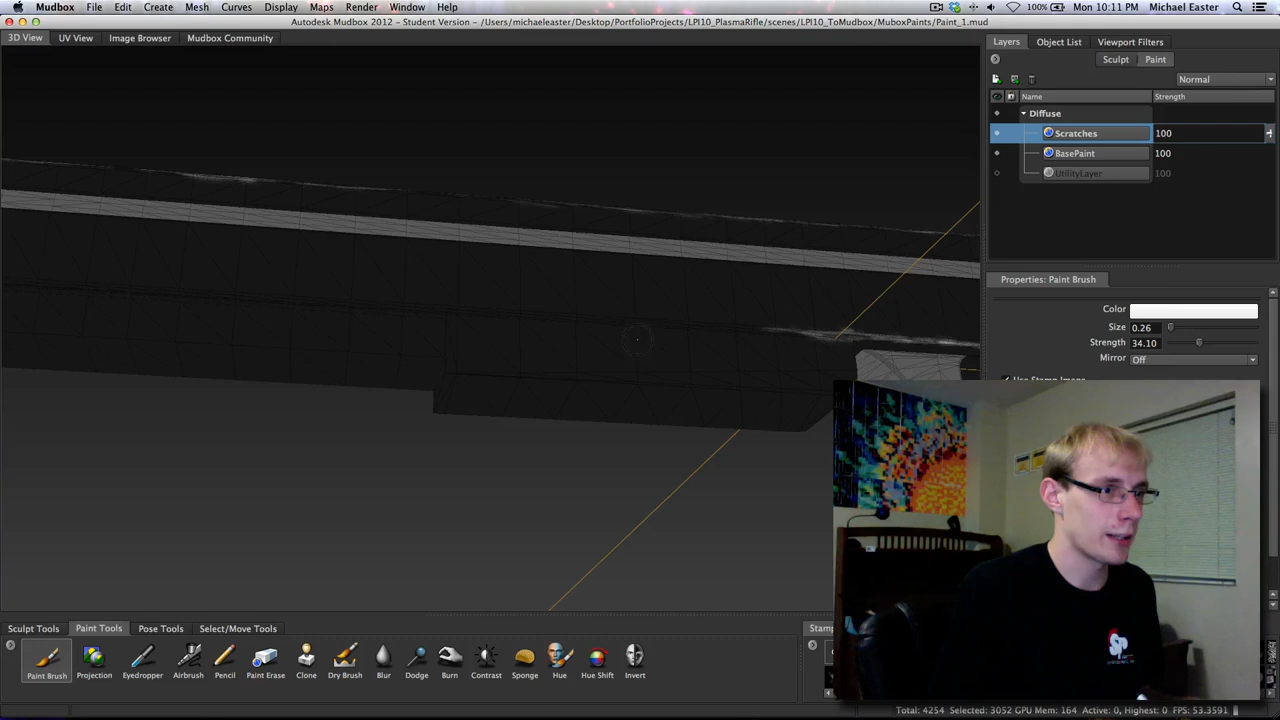 Mudbox File Edit Create Mesh Curves Display Maps Render Window Help 100% Mon 10:11 PM Michael Easter
Autodesk Mudbox 2012 - Student Version - /Users/michaeleaster/Desktop/PortfolioProjects/LPI10_PlasmaRifle/scenes/LPI10_ToMudbox/MuboxPaints/Paint_1.mud
3D View UV View Image Browser Mudbox Community
Layers Object List Viewport Filters
Sculpt Paint
Normal
Name Strength
Diffuse
Scratches 100
BasePaint 100
UtilityLayer 100
Properties: Paint Brush
Color
Size 0.26
Strength 34.10
Mirror Off
Use Stamp Image
Sculpt Tools Paint Tools Pose Tools Select/Move Tools
Stamp
Paint Brush Projection Eyedropper Airbrush Pencil Paint Erase Clone Dry Brush Blur Dodge Burn Contrast Sponge Hue Hue Shift Invert
SP
Total: 4254 Selected: 3052 GPU Mem: 164 Active: 0, Highest: 0 FPS: 53.3591